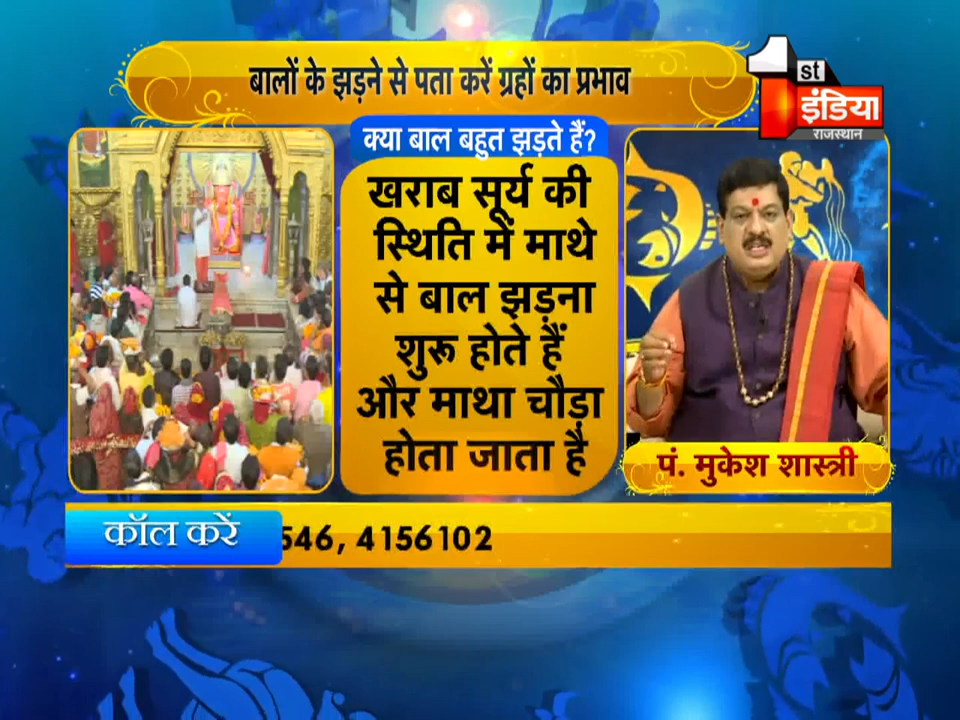 बालों के झड़ने से पता करें ग्रहों का प्रभाव
1st
इंडिया
राजस्थान
क्या बाल बहुत झड़ते हैं?
खराब सूर्य की
स्थिति में माथे
से बाल झड़ना
शुरू होते हैं
और माथा चौड़ा
होता जाता है
पं. मुकेश शास्त्री
कॉल करें
546, 4156102